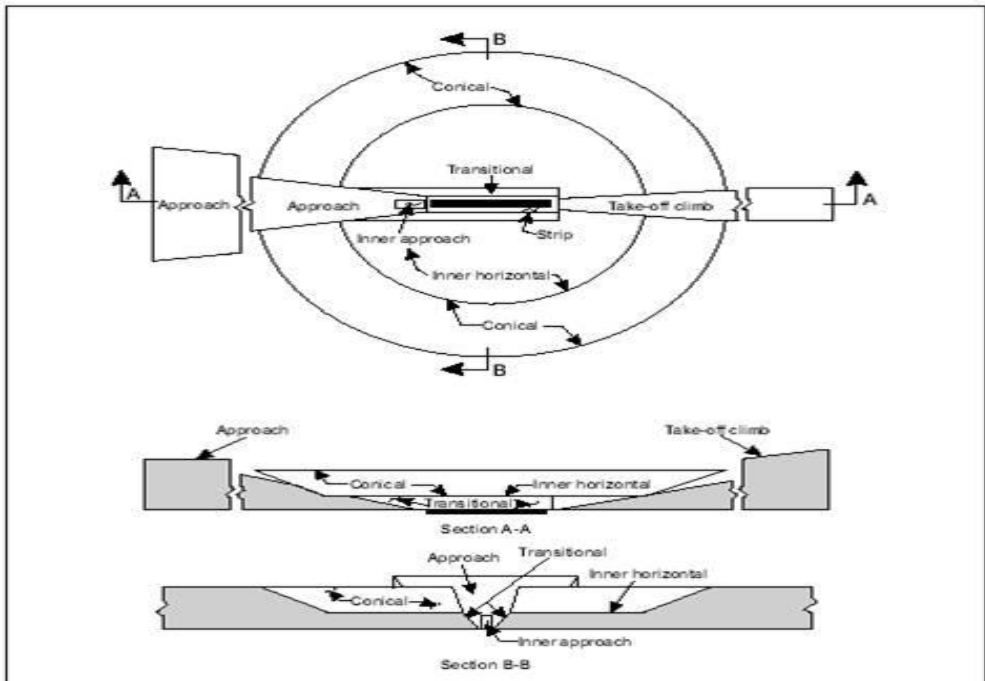 B
Conical
Transitional
A
Approach
Approach
Take-off climb
A
Inner approach
Strip
Inner horizontal
Conical
B
Approach
Take-off climb
Conical
Inner horizontal
Transitional
Section A-A
Approach
Transitional
Inner horizontal
Conical
Inner approach
Section B-B